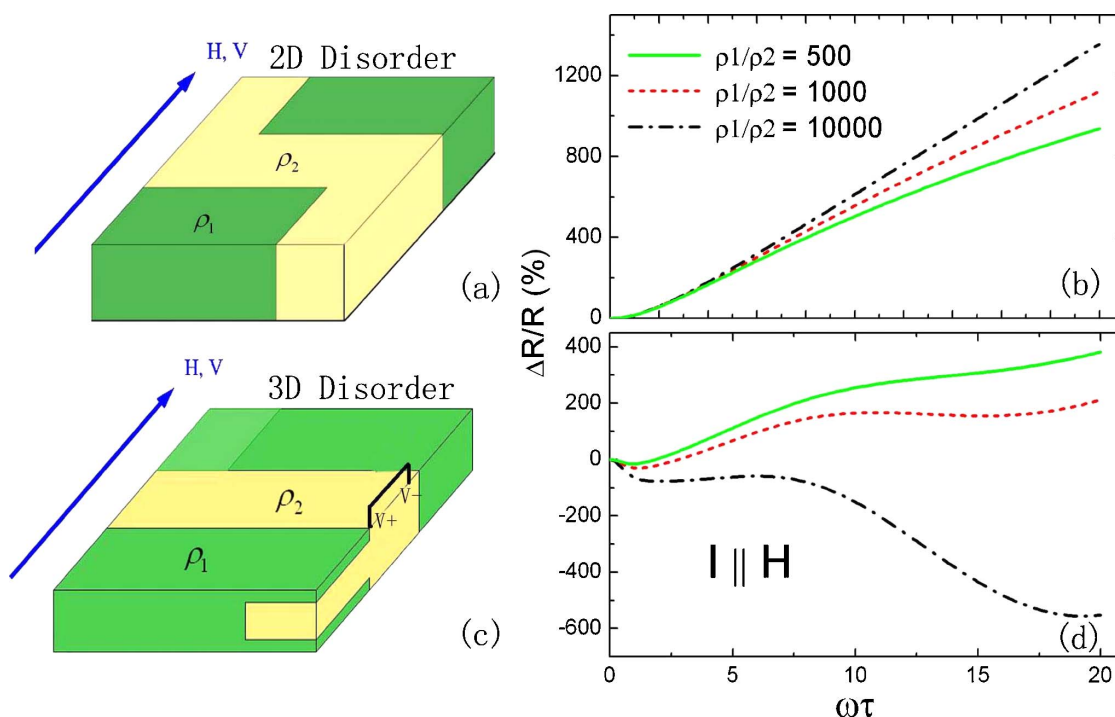 H, V
2D Disorder
ρ2
ρ1
(a)
ρ1/ρ2 = 500
ρ1/ρ2 = 1000
ρ1/ρ2 = 10000
1200
800
400
0
(b)
ΔR/R (%)
H, V
3D Disorder
ρ2
V-
V+
ρ1
(c)
400
200
0
-200
-400
-600
I || H
(d)
0
5
10
15
20
ωτ